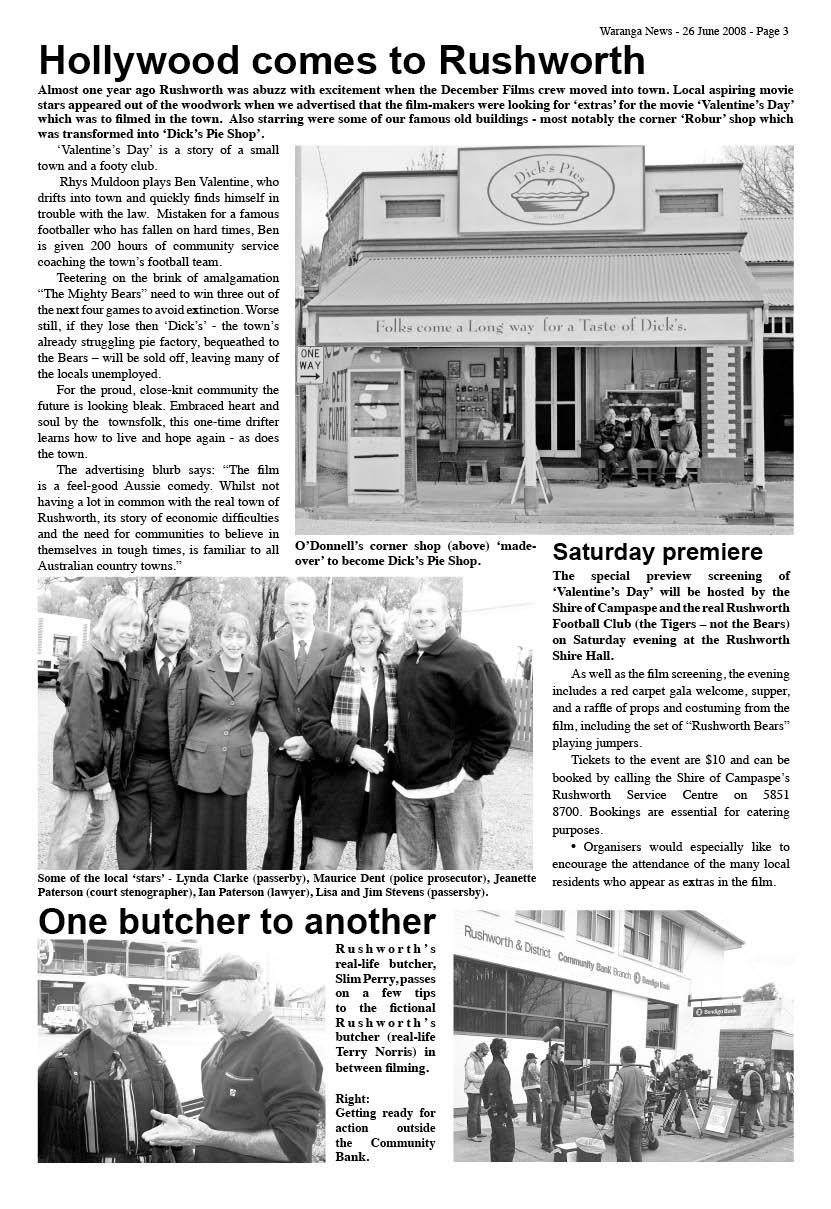 Waranga News - 26 June 2008 - Page 3
Hollywood comes to Rushworth
Almost one year ago Rushworth was abuzz with excitement when the December Films crew moved into town. Local aspiring movie
stars appeared out of the woodwork when we advertised that the film-makers were looking for ‘extras’ for the movie ‘Valentine’s Day’
which was to filmed in the town.  Also starring were some of our famous old buildings - most notably the corner ‘Robur’ shop which
was transformed into ‘Dick’s Pie Shop’.
‘Valentine’s Day’ is a story of a small
town and a footy club.
Rhys Muldoon plays Ben Valentine, who
drifts into town and quickly finds himself in
trouble with the law.  Mistaken for a famous
footballer who has fallen on hard times, Ben
is given 200 hours of community service
coaching the town’s football team.
Teetering on the brink of amalgamation
“The Mighty Bears” need to win three out of
the next four games to avoid extinction. Worse
still, if they lose then ‘Dick’s’ - the town’s
already struggling pie factory, bequeathed to
the Bears – will be sold off, leaving many of
the locals unemployed.
For the proud, close-knit community the
future is looking bleak. Embraced heart and
soul by the  townsfolk, this one-time drifter
learns how to live and hope again - as does
the town.
The advertising blurb says: “The film
is a feel-good Aussie comedy. Whilst not
having a lot in common with the real town of
Rushworth, its story of economic difficulties
and the need for communities to believe in
themselves in tough times, is familiar to all
Australian country towns.”
Dick's Pies
Since 1948
Folks come a Long way for a Taste of Dick's.
ONE
WAY
O’Donnell’s corner shop (above) ‘made-
over’ to become Dick’s Pie Shop.
Saturday premiere
The special preview screening of
‘Valentine’s Day’ will be hosted by the
Shire of Campaspe and the real Rushworth
Football Club (the Tigers – not the Bears)
on Saturday evening at the Rushworth
Shire Hall.
As well as the film screening, the evening
includes a red carpet gala welcome, supper,
and a raffle of props and costuming from the
film, including the set of “Rushworth Bears”
playing jumpers.
Tickets to the event are $10 and can be
booked by calling the Shire of Campaspe’s
Rushworth Service Centre on 5851
8700. Bookings are essential for catering
purposes.
• Organisers would especially like to
encourage the attendance of the many local
residents who appear as extras in the film.
Some of the local ‘stars’ - Lynda Clarke (passerby), Maurice Dent (police prosecutor), Jeanette
Paterson (court stenographer), Ian Paterson (lawyer), Lisa and Jim Stevens (passersby).
One butcher to another
Rushworth’s
real-life butcher,
Slim Perry, passes
on a few tips
to the fictional
Rushworth’s
butcher (real-life
Terry Norris) in
between filming.
Right:
Getting ready for
action outside
the Community
Bank.
Rushworth & District Community Bank Branch Bendigo Bank
Bendigo Bank